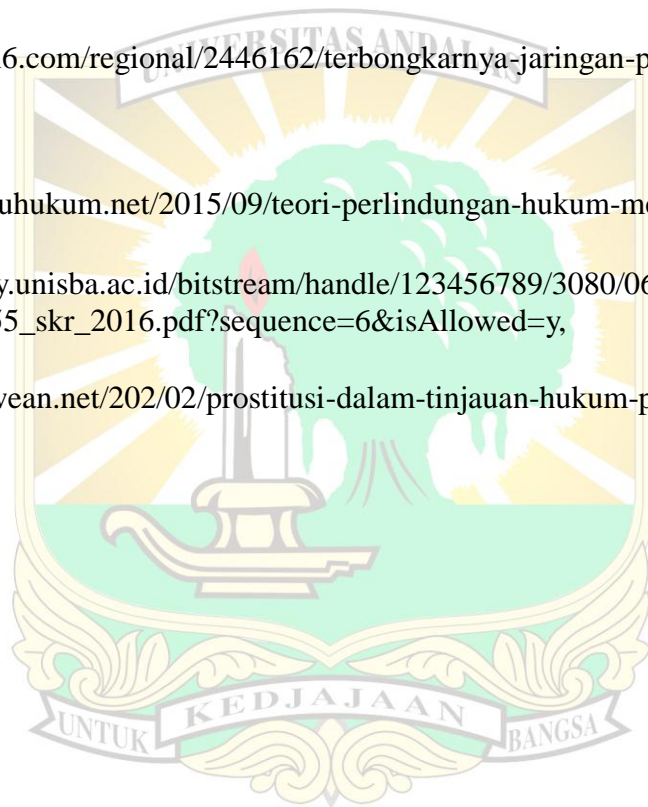 UNIVERSITAS ANDALAS
6.com/regional/2446162/terbongkarnya-jaringan-p
uhukum.net/2015/09/teori-perlindungan-hukum-m
y.unisba.ac.id/bitstream/handle/123456789/3080/06
5_skr_2016.pdf?sequence=6&isAllowed=y,
yean.net/202/02/prostitusi-dalam-tinjauan-hukum-p
UNTUK KEDJAJAAN BANGSA